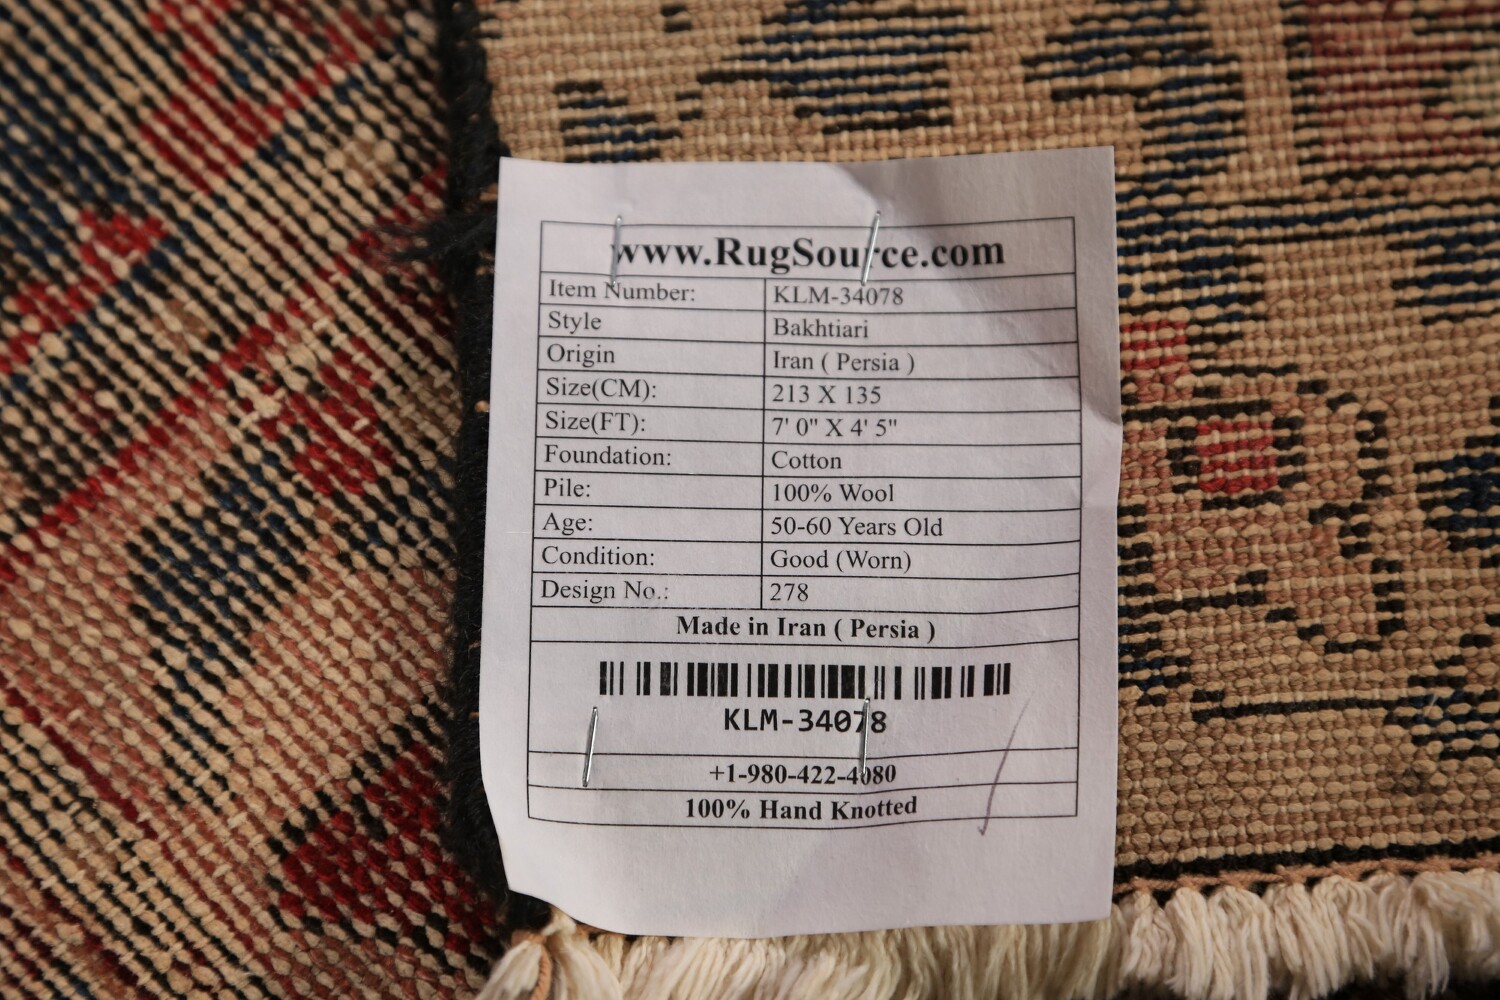 www.RugSource.com
Item Number: KLM-34078
Style Bakhtiari
Origin Iran ( Persia )
Size(CM): 213 X 135
Size(FT): 7' 0" X 4' 5"
Foundation: Cotton
Pile: 100% Wool
Age: 50-60 Years Old
Condition: Good (Worn)
Design No.: 278
Made in Iran ( Persia )
KLM-34078
+1-980-422-4080
100% Hand Knotted